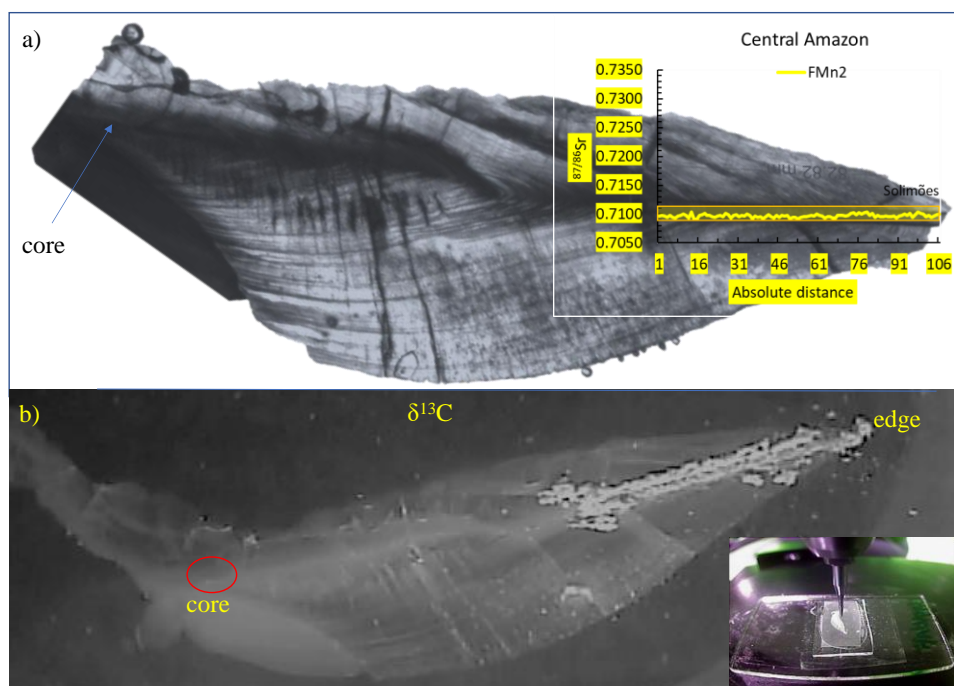 a)
Central Amazon
FMn2
0.7350
0.7300
0.7250
0.7200
0.7150
0.7100
0.7050
87/86Sr
Solimões
1 16 31 46 61 76 91 106
Absolute distance
core
b)
δ¹³C
edge
core